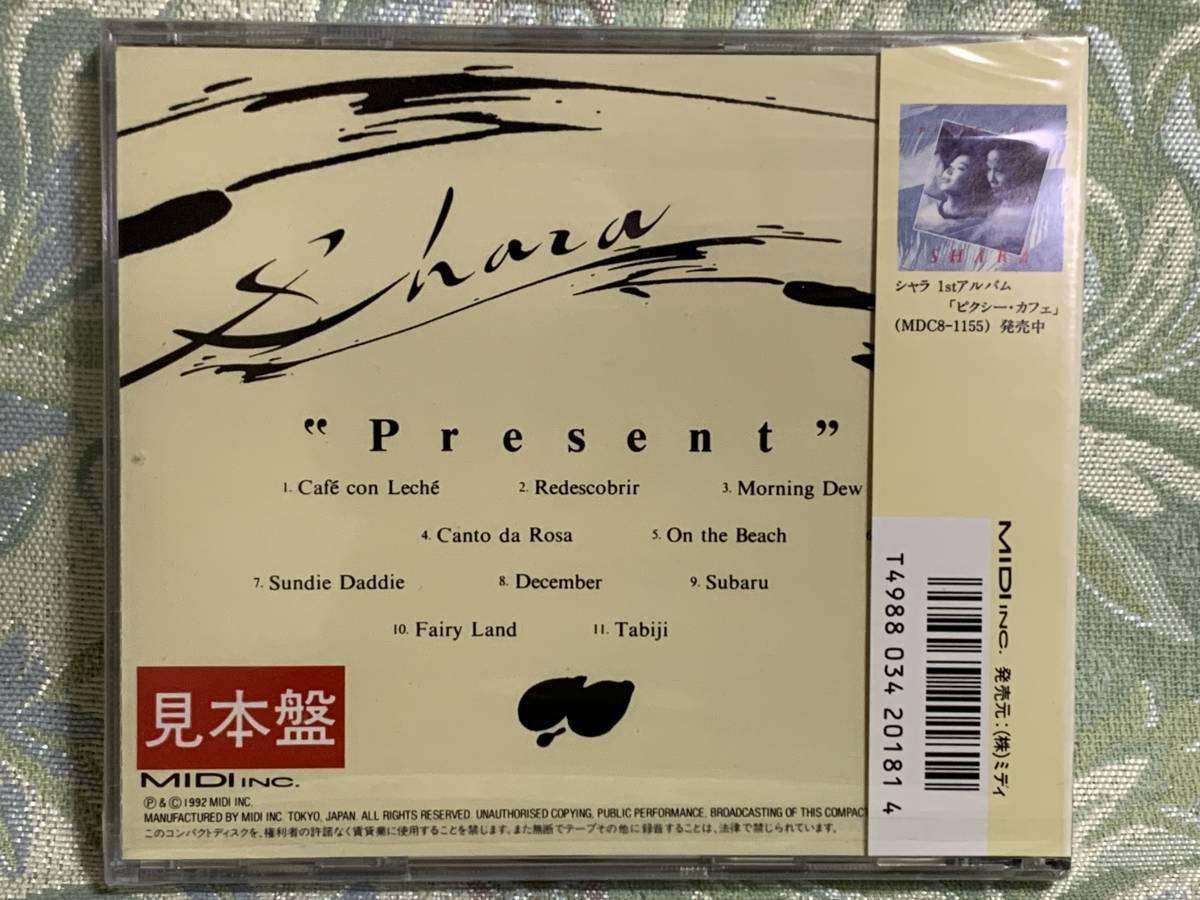 Shara
“Present”
1. Café con Leché 2. Redescobrir 3. Morning Dew
4. Canto da Rosa 5. On the Beach
7. Sundie Daddie 8. December 9. Subaru
10. Fairy Land 11. Tabiji
見本盤
MIDI INC.
Ⓟ & Ⓒ 1992 MIDI INC.
MANUFACTURED BY MIDI INC. TOKYO, JAPAN. ALL RIGHTS RESERVED. UNAUTHORISED COPYING, PUBLIC PERFORMANCE, BROADCASTING OF THIS COMPACT
このコンパクトディスクを、権利者の許諾なく賃貸業に使用することを禁じます。また無断でテープその他に録音することは、法律で禁じられています。
SHARA
シャラ 1stアルバム
「ピクシー・カフェ」
(MDC8-1155) 発売中
T4988 034 20181 4
MIDI INC. 発売元:(株)ミディ